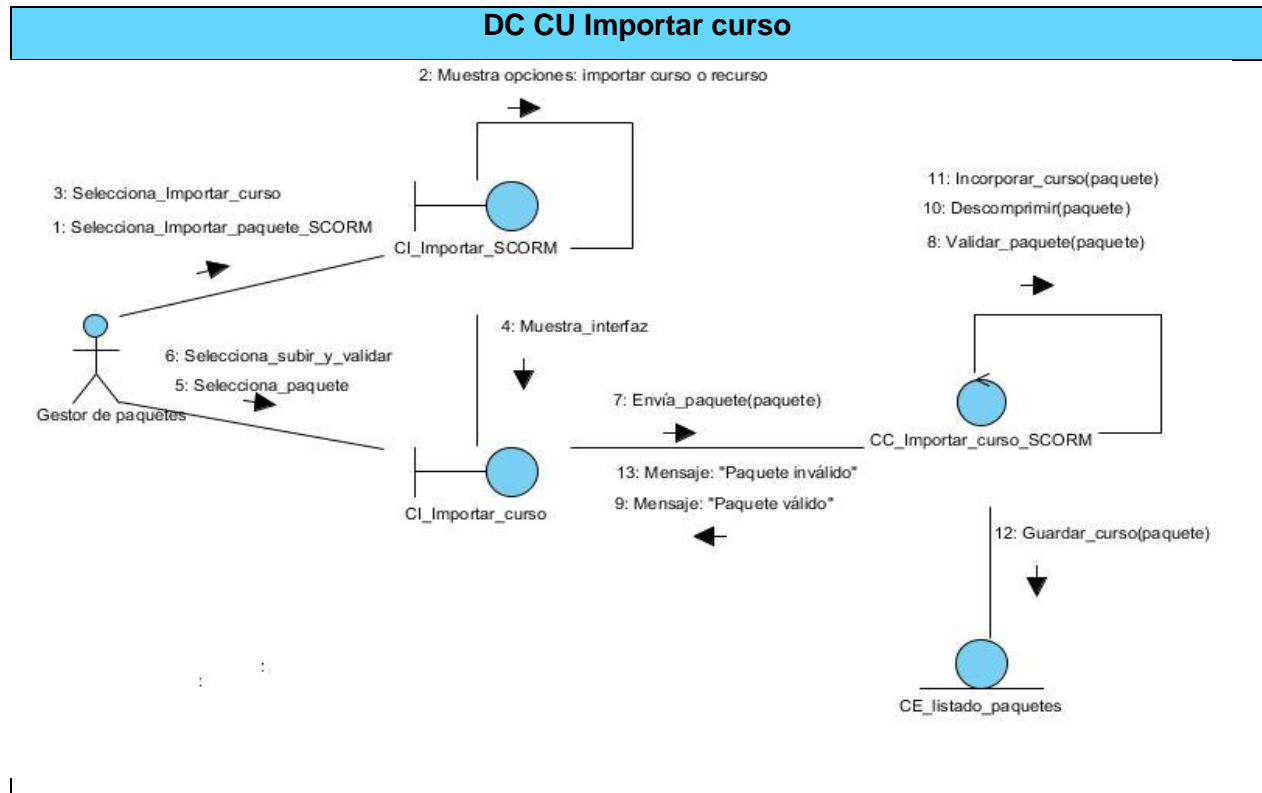 DC CU Importar curso
2: Muestra opciones: importar curso o recurso
3: Selecciona_Importar_curso
1: Selecciona_Importar_paquete_SCORM
CI_Importar_SCORM
11: Incorporar_curso(paquete)
10: Descomprimir(paquete)
8: Validar_paquete(paquete)
4: Muestra_interfaz
6: Selecciona_subir_y_validar
5: Selecciona_paquete
Gestor de paquetes
7: Envía_paquete(paquete)
CC_Importar_curso_SCORM
13: Mensaje: "Paquete inválido"
9: Mensaje: "Paquete válido"
CI_Importar_curso
12: Guardar_curso(paquete)
:
:
CE_listado_paquetes